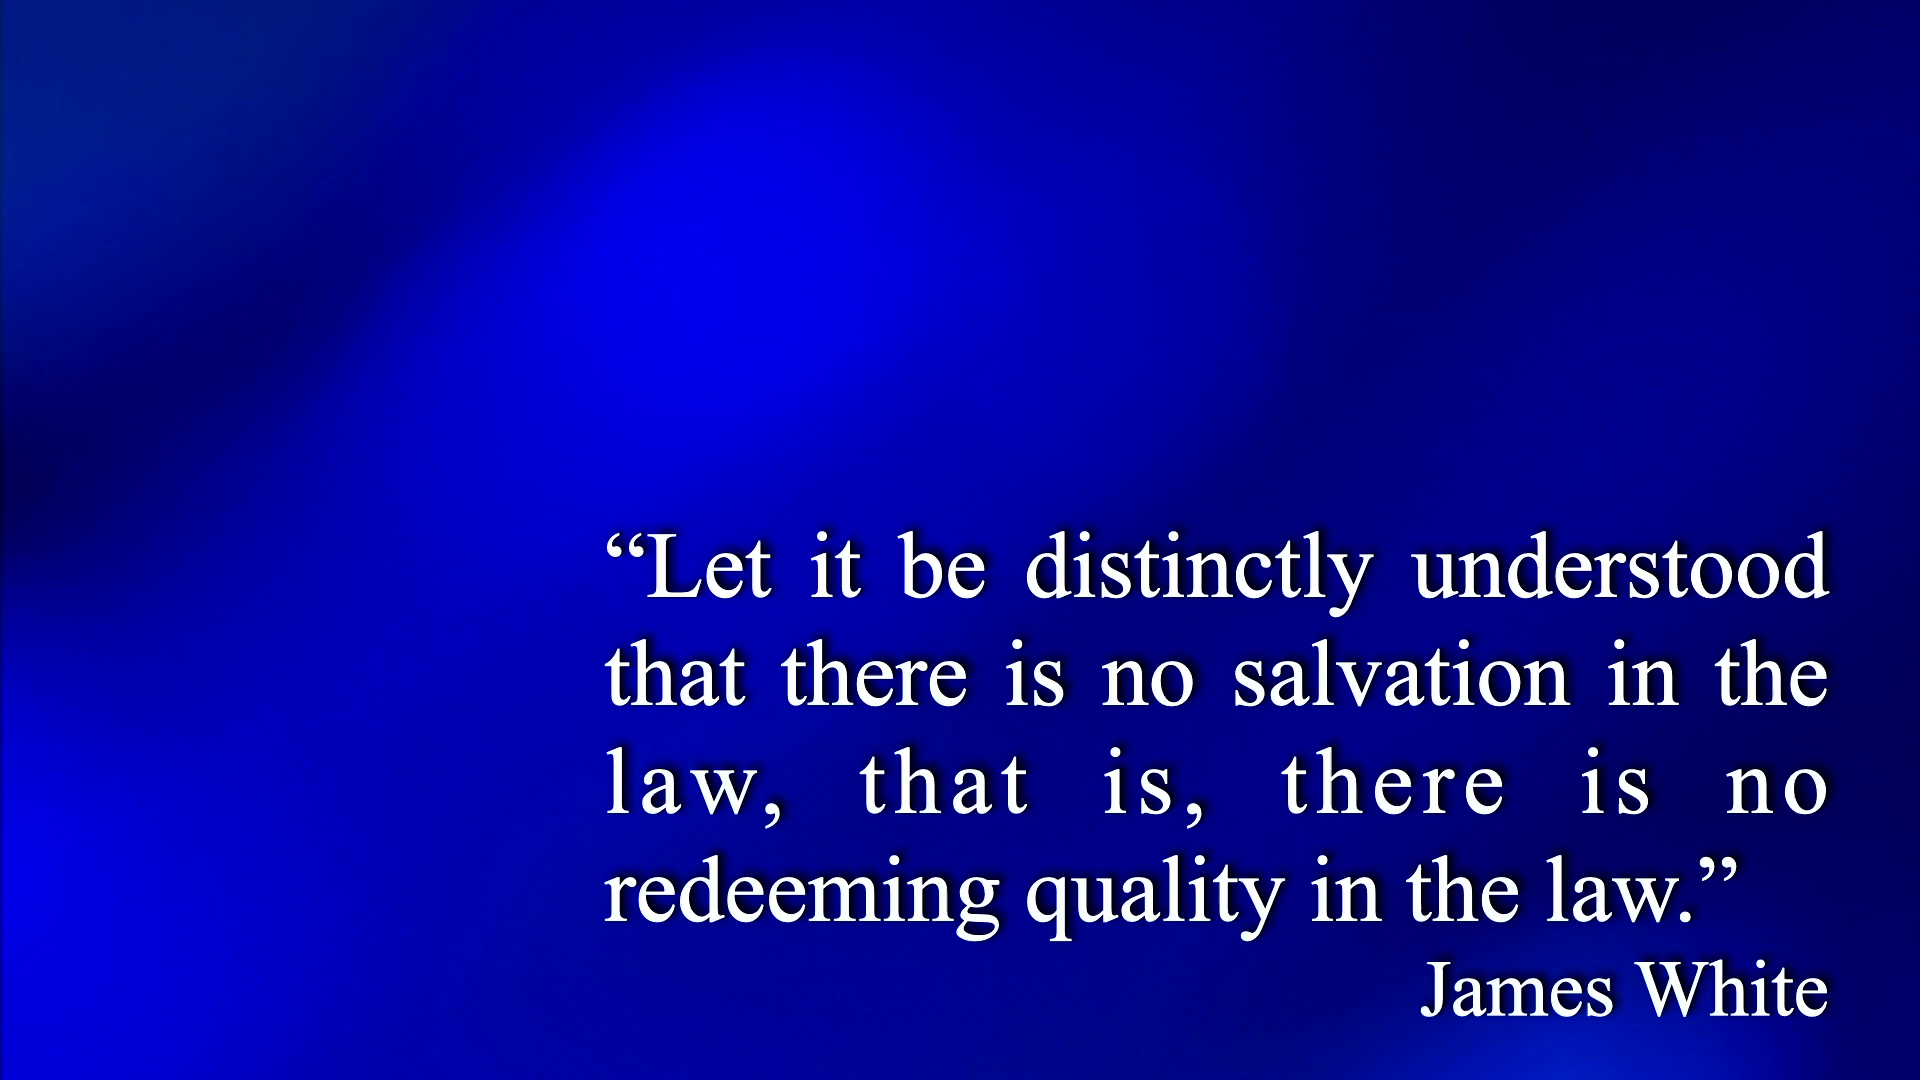 “Let it be distinctly understood
that there is no salvation in the
law, that is, there is no
redeeming quality in the law.”
James White